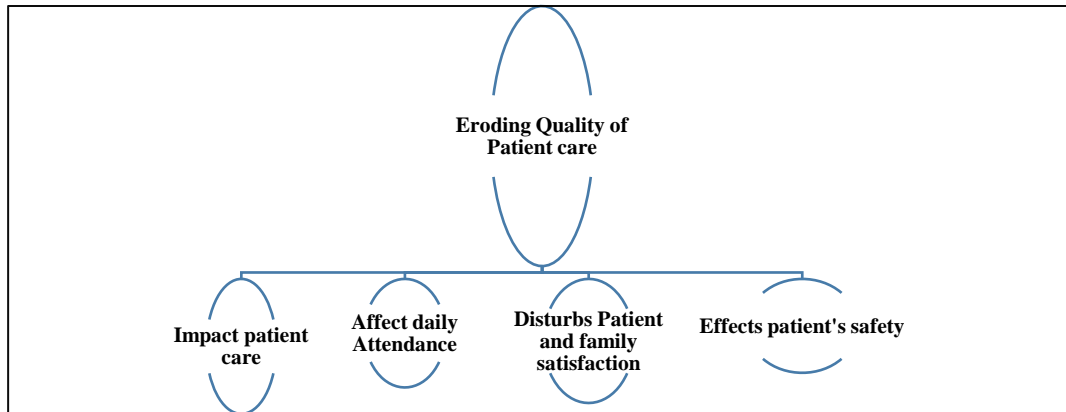 Eroding Quality of
Patient care
Impact patient
care
Affect daily
Attendance
Disturbs Patient
and family
satisfaction
Effects patient's safety